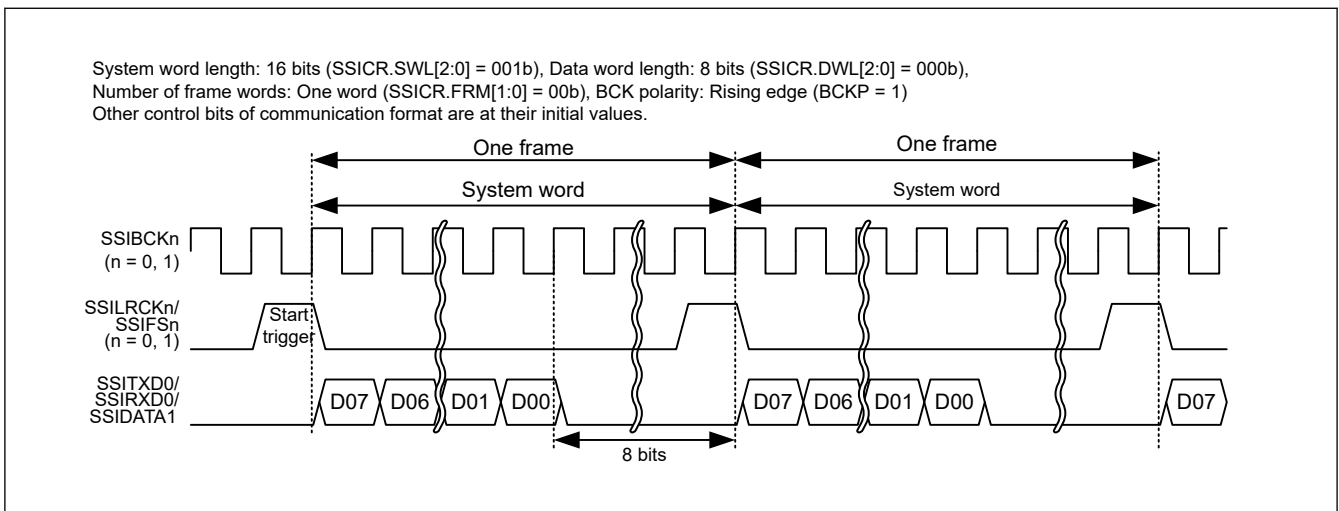 System word length: 16 bits (SSICR.SWL[2:0] = 001b), Data word length: 8 bits (SSICR.DWL[2:0] = 000b),
Number of frame words: One word (SSICR.FRM[1:0] = 00b), BCK polarity: Rising edge (BCKP = 1)
Other control bits of communication format are at their initial values.
One frame One frame
System word System word
SSIBCKn
(n = 0, 1)
SSILRCKn/
SSIFSn
(n = 0, 1)
Start
trigger
SSITXD0/
SSIRXD0/
SSIDATA1
D07 D06 D01 D00 D07 D06 D01 D00 D07
8 bits